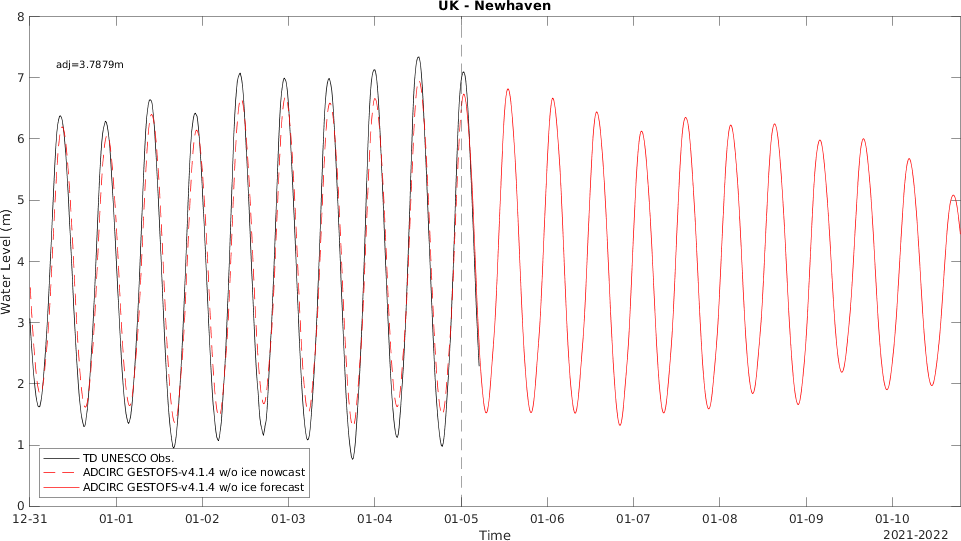 UK - Newhaven
8
adj=3.7879m
7
6
5
4
3
2
1
0
Water Level (m)
TD UNESCO Obs.
ADCIRC GESTOFS-v4.1.4 w/o ice nowcast
ADCIRC GESTOFS-v4.1.4 w/o ice forecast
12-31 01-01 01-02 01-03 01-04 01-05 01-06 01-07 01-08 01-09 01-10
Time
2021-2022